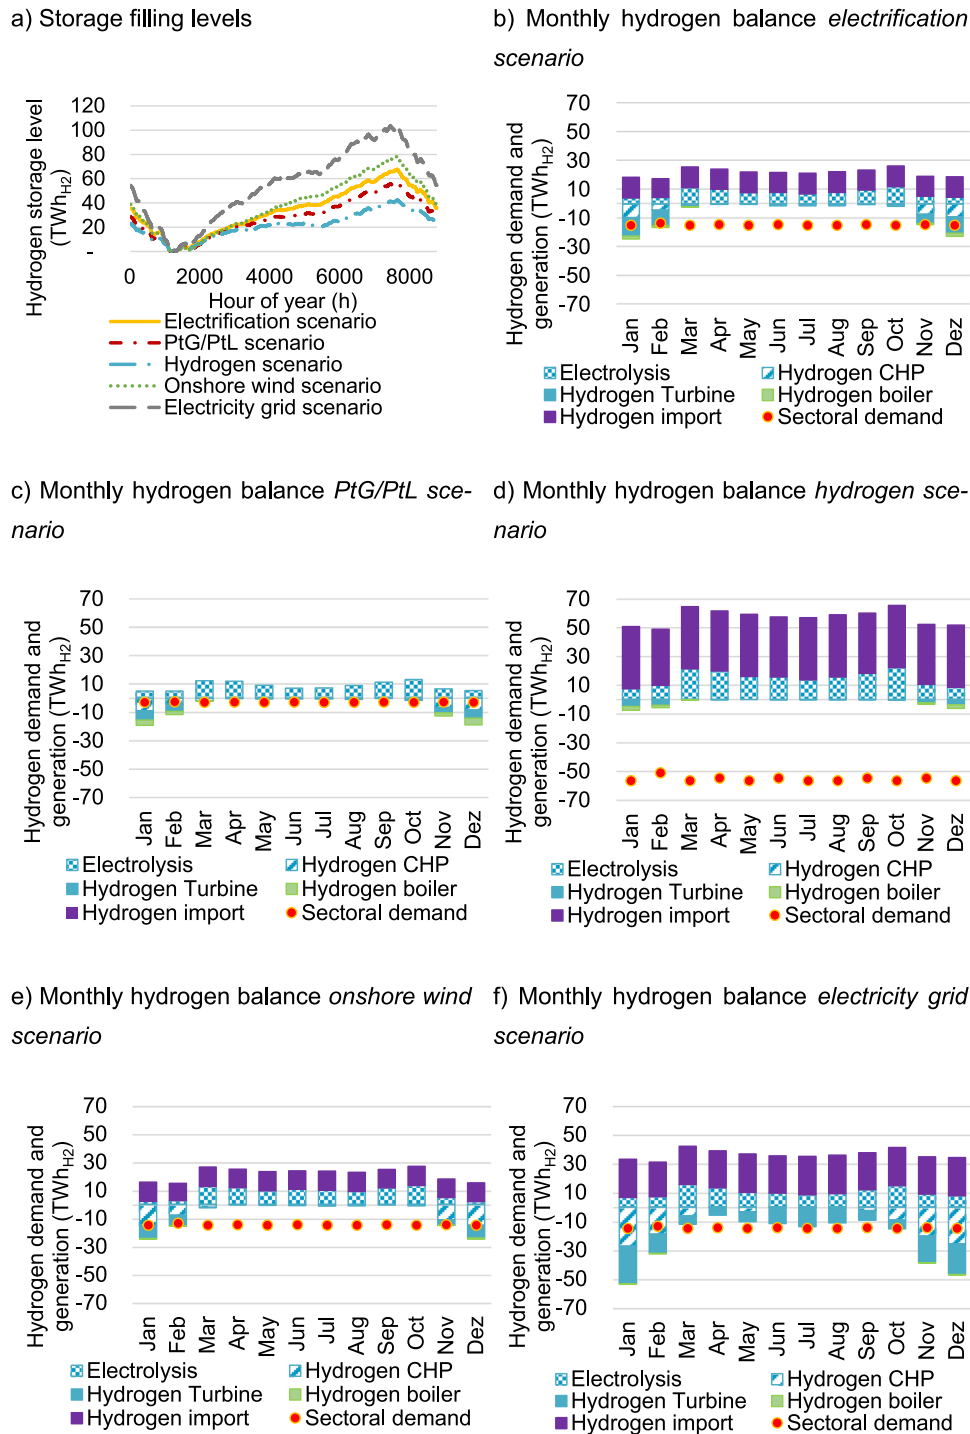 a) Storage filling levels
Hydrogen storage level
(TWhH2)
120
100
80
60
40
20
-
0 2000 4000 6000 8000
Hour of year (h)
Electrification scenario
PtG/PtL scenario
Hydrogen scenario
Onshore wind scenario
Electricity grid scenario
b) Monthly hydrogen balance electrification
scenario
Hydrogen demand and
generation (TWhH2)
70
50
30
10
-10
-30
-50
-70
Jan Feb Mar Apr May Jun Jul Aug Sep Oct Nov Dez
Electrolysis Hydrogen CHP
Hydrogen Turbine Hydrogen boiler
Hydrogen import Sectoral demand
c) Monthly hydrogen balance PtG/PtL sce-
nario
Hydrogen demand and
generation (TWhH2)
70
50
30
10
-10
-30
-50
-70
Jan Feb Mar Apr May Jun Jul Aug Sep Oct Nov Dez
Electrolysis Hydrogen CHP
Hydrogen Turbine Hydrogen boiler
Hydrogen import Sectoral demand
d) Monthly hydrogen balance hydrogen sce-
nario
Hydrogen demand and
generation (TWhH2)
70
50
30
10
-10
-30
-50
-70
Jan Feb Mar Apr May Jun Jul Aug Sep Oct Nov Dez
Electrolysis Hydrogen CHP
Hydrogen Turbine Hydrogen boiler
Hydrogen import Sectoral demand
e) Monthly hydrogen balance onshore wind
scenario
Hydrogen demand and
generation (TWhH2)
70
50
30
10
-10
-30
-50
-70
Jan Feb Mar Apr May Jun Jul Aug Sep Oct Nov Dez
Electrolysis Hydrogen CHP
Hydrogen Turbine Hydrogen boiler
Hydrogen import Sectoral demand
f) Monthly hydrogen balance electricity grid
scenario
Hydrogen demand and
generation (TWhH2)
70
50
30
10
-10
-30
-50
-70
Jan Feb Mar Apr May Jun Jul Aug Sep Oct Nov Dez
Electrolysis Hydrogen CHP
Hydrogen Turbine Hydrogen boiler
Hydrogen import Sectoral demand